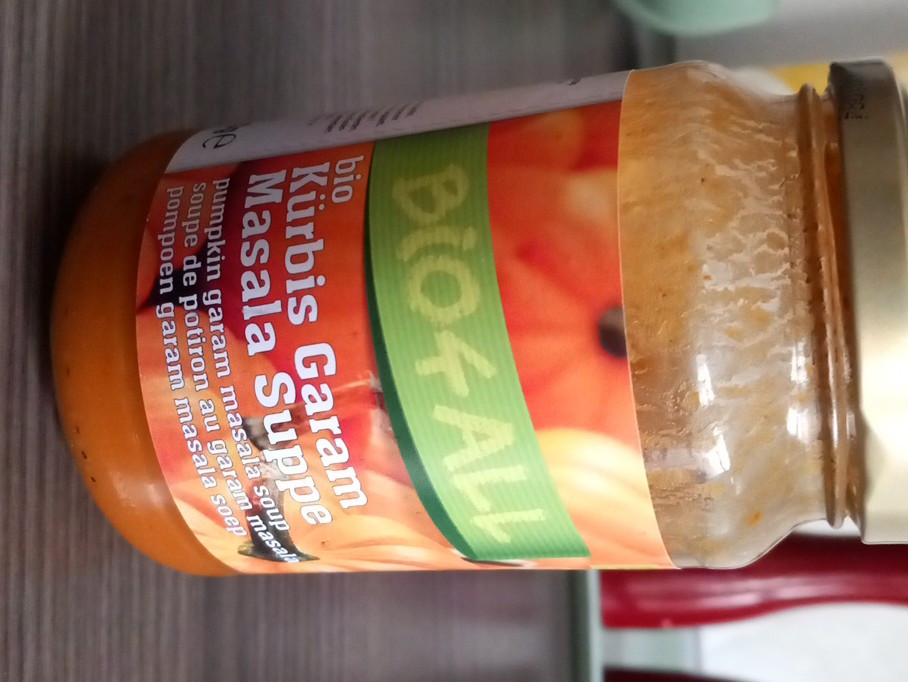 BiO4ALL
bio
Kürbis Garam
Masala Suppe
pumpkin garam masala soup
soupe de potiron au garam masala
pompoen garam masala soep